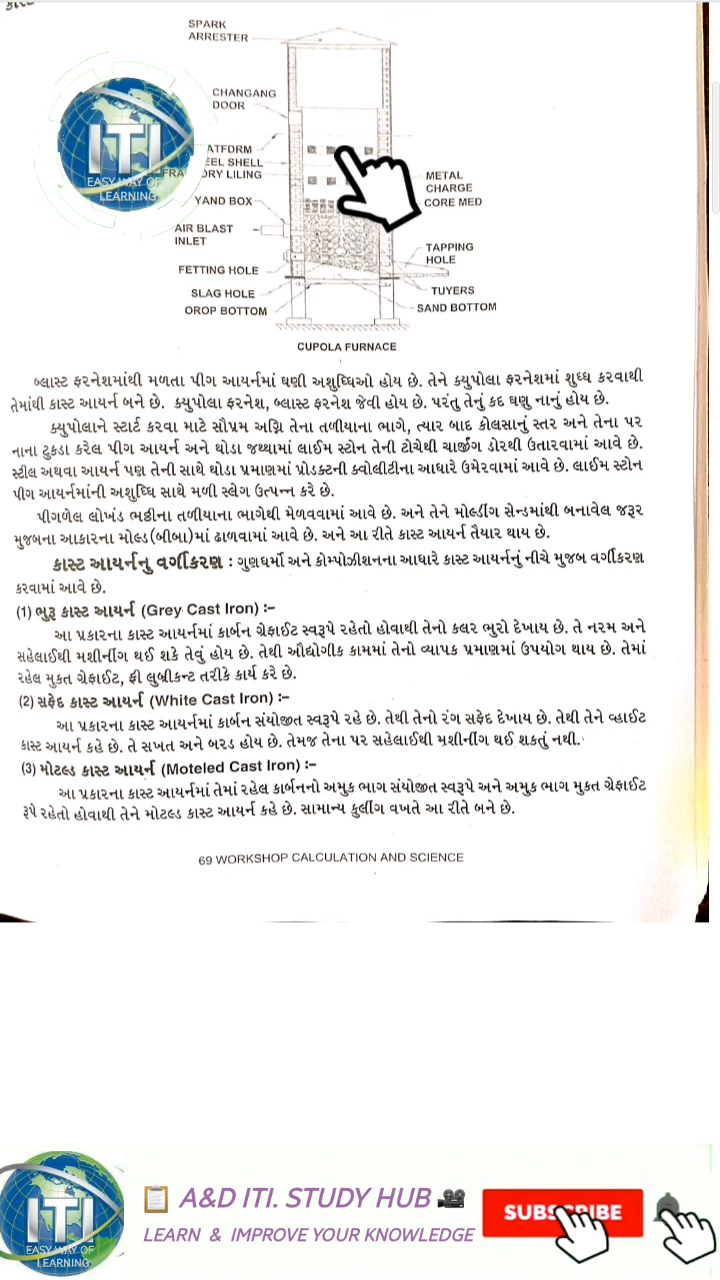 SPARK
ARRESTER
CHANGANG
DOOR
ATFDRM
EEL SHELL
FRA ORY LILING
YAND BOX
AIR BLAST
INLET
FETTING HOLE
SLAG HOLE
OROP BOTTOM
METAL
CHARGE
CORE MED
TAPPING
HOLE
TUYERS
SAND BOTTOM
CUPOLA FURNACE
ITI
EASY WAY OF
LEARNING
બ્લાસ્ટ ફરનેશમાંથી મળતા પીગ આયર્નમાં ઘણી અશુધ્ધિઓ હોય છે. તેને ક્યુપોલા ફરનેશમાં શુધ્ધ કરવાથી
તેમાંથી કાસ્ટ આયર્ન બને છે. ક્યુપોલા ફરનેશ, બ્લાસ્ટ ફરનેશ જેવી હોય છે. પરંતુ તેનું કદ ઘણુ નાનું હોય છે.
ક્યુપોલાને સ્ટાર્ટ કરવા માટે સૌપ્રમ અગ્નિ તેના તળીયાના ભાગે, ત્યાર બાદ કોલસાનું સ્તર અને તેના પર
નાના ટુકડા કરેલ પીગ આયર્ન અને થોડા જથ્થામાં લાઈમ સ્ટોન તેની ટોચેથી ચાર્જીંગ ડોરથી ઉતારવામાં આવે છે.
સ્ટીલ અથવા આયર્ન પણ તેની સાથે થોડા પ્રમાણમાં પ્રોડક્ટની ક્વોલીટીના આધારે ઉમેરવામાં આવે છે. લાઈમ સ્ટોન
પીગ આયર્નમાંની અશુધ્ધિ સાથે મળી સ્લેગ ઉત્પન્ન કરે છે.
પીગળેલ લોખંડ ભઠ્ઠીના તળીયાના ભાગેથી મેળવવામાં આવે છે. અને તેને મોર્લ્ડીગ સેન્ડમાંથી બનાવેલ જરૂર
મુજબના આકારના મોલ્ડ(બીબા)માં ઢાળવામાં આવે છે. અને આ રીતે કાસ્ટ આયર્ન તૈયાર થાય છે.
કાસ્ટ આયર્નનુ વર્ગીકરણ : ગુણધર્મો અને કોમ્પોઝીશનના આધારે કાસ્ટ આયર્નનું નીચે મુજબ વર્ગીકરણ
કરવામાં આવે છે.
(1) ભુરૂ કાસ્ટ આયર્ન (Grey Cast Iron) :-
આ પ્રકારના કાસ્ટ આયર્નમાં કાર્બન ગ્રેફાઈટ સ્વરૂપે રહેતો હોવાથી તેનો કલર ભુરો દેખાય છે. તે નરમ અને
સહેલાઈથી મશીનીંગ થઈ શકે તેવું હોય છે. તેથી ઔદ્યોગીક કામમાં તેનો વ્યાપક પ્રમાણમાં ઉપયોગ થાય છે. તેમાં
રહેલ મુક્ત ગ્રેફાઈટ, ફ્રી લુબ્રીકન્ટ તરીકે કાર્ય કરે છે.
(2) સફેદ કાસ્ટ આયર્ન (White Cast Iron) :-
આ પ્રકારના કાસ્ટ આયર્નમાં કાર્બન સંયોજીત સ્વરૂપે રહે છે. તેથી તેનો રંગ સફેદ દેખાય છે. તેથી તેને વ્હાઈટ
કાસ્ટ આયર્ન કહે છે. તે સખત અને બરડ હોય છે. તેમજ તેના પર સહેલાઈથી મશીનીંગ થઈ શકતું નથી.
(3) મોટલ્ડ કાસ્ટ આયર્ન (Moteled Cast Iron) :-
આ પ્રકારના કાસ્ટ આયર્નમાં તેમાં રહેલ કાર્બનનો અમુક ભાગ સંયોજીત સ્વરૂપે અને અમુક ભાગ મુક્ત ગ્રેફાઈટ
રૂપે રહેતો હોવાથી તેને મોટલ્ડ કાસ્ટ આયર્ન કહે છે. સામાન્ય કુલીંગ વખતે આ રીતે બને છે.
69 WORKSHOP CALCULATION AND SCIENCE
ITI
EASY WAY OF
LEARNING
A&D ITI. STUDY HUB
LEARN & IMPROVE YOUR KNOWLEDGE
SUBSCRIBE